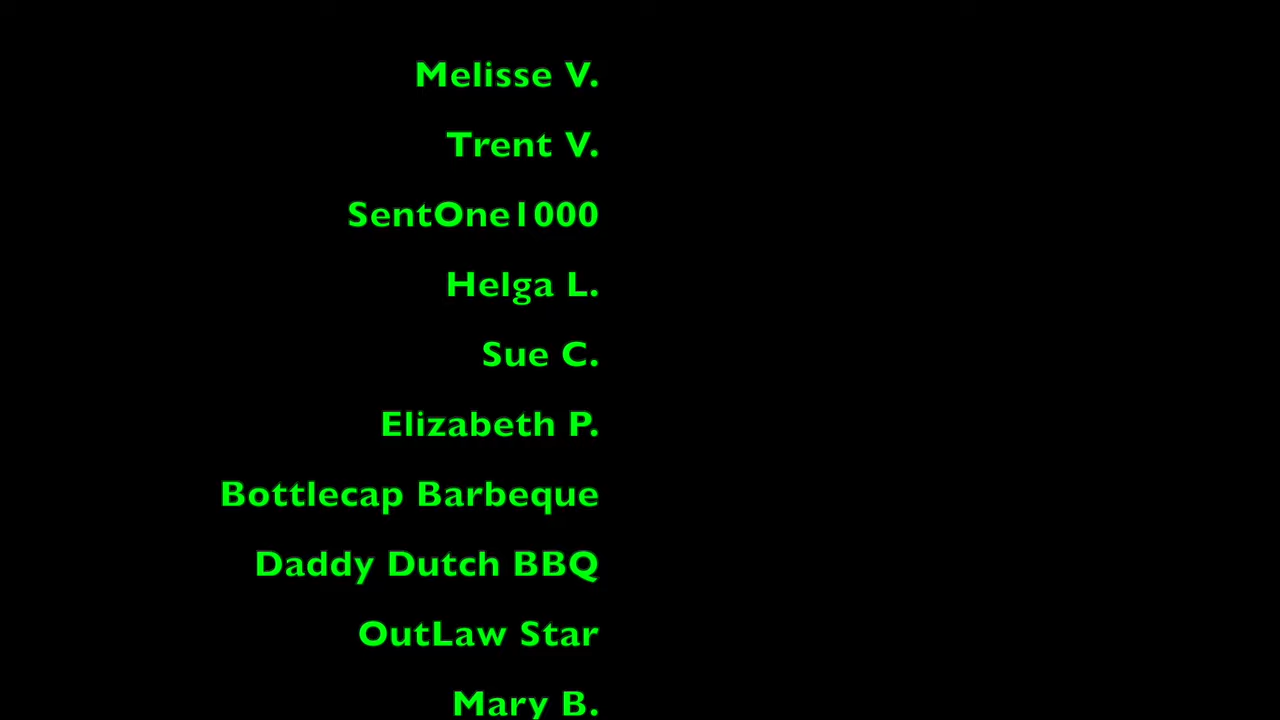 Melisse V.
Trent V.
SentOne1000
Helga L.
Sue C.
Elizabeth P.
Bottlecap Barbeque
Daddy Dutch BBQ
OutLaw Star
Mary B.